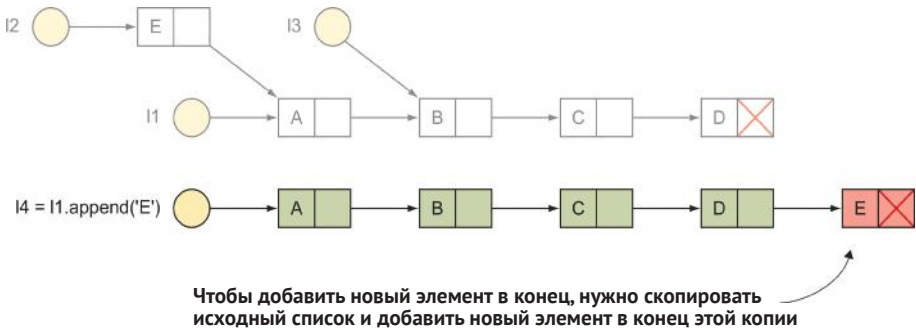 l2 E l3
l1 A B C D
l4 = l1.append('E') A B C D E
Чтобы добавить новый элемент в конец, нужно скопировать
исходный список и добавить новый элемент в конец этой копии